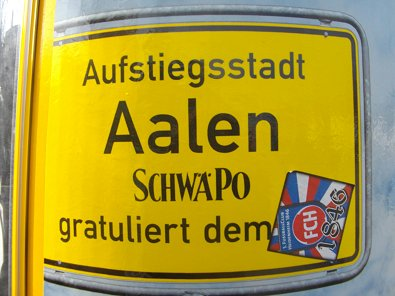 Aufstiegsstadt
Aalen
SCHWÄPO
gratuliert dem
FCH
1846